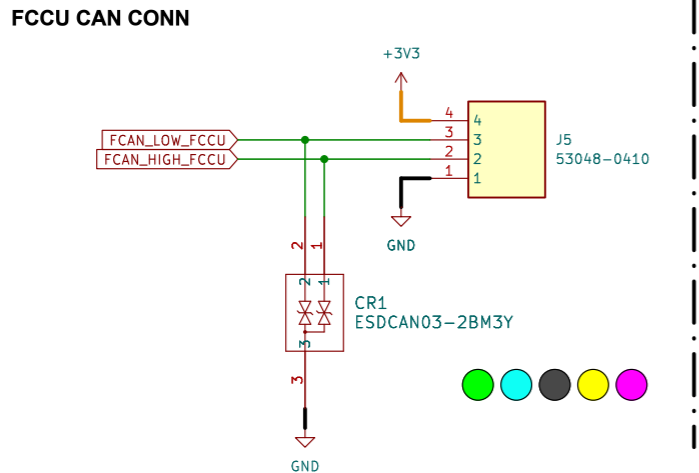 FCCU CAN CONN
+3V3
4 4
FCAN_LOW_FCCU 3 3 J5
FCAN_HIGH_FCCU 2 2 53048-0410
1 1
GND
2 1
2 1
CR1
ESDCAN03-2BM3Y
3
3
GND